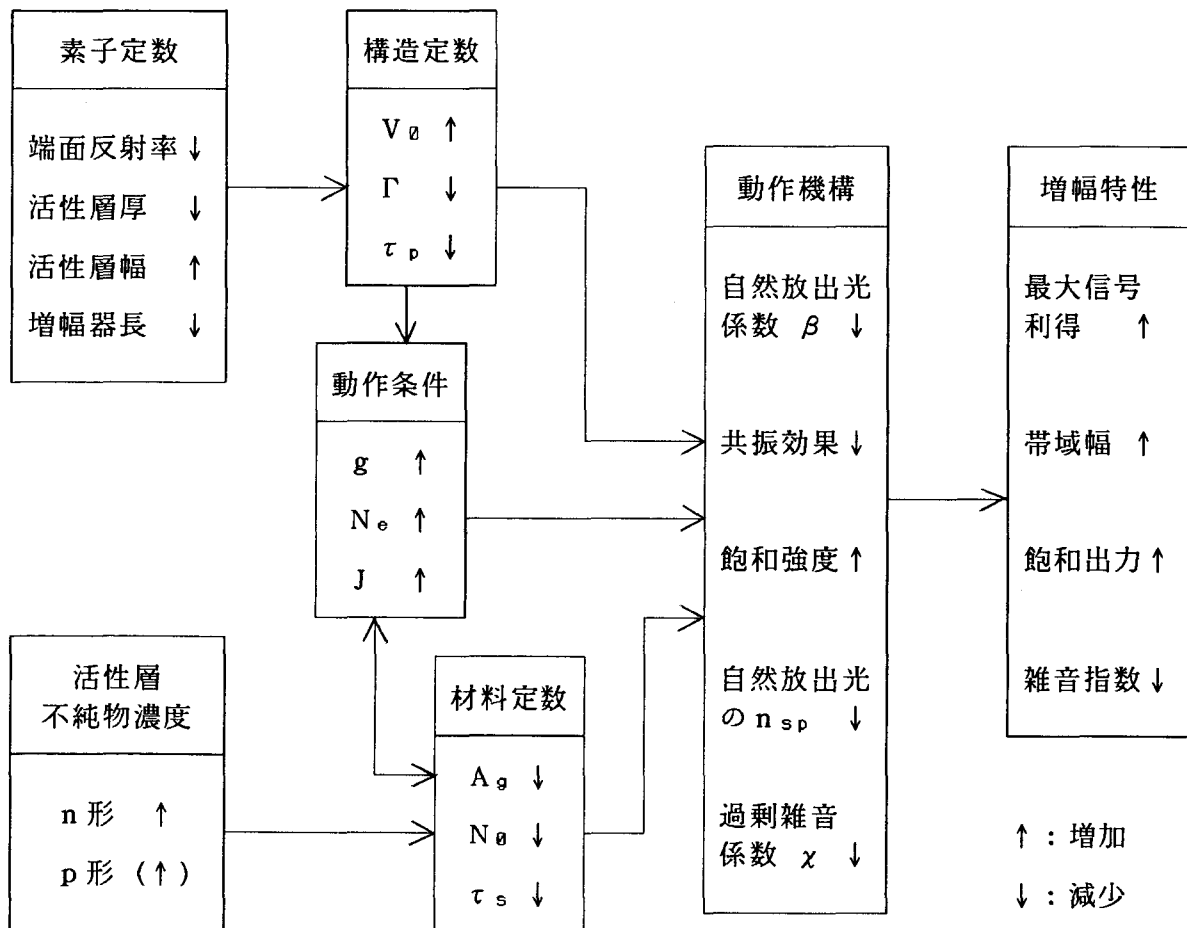 素子定数
端面反射率 ↓
活性層厚 ↓
活性層幅 ↑
増幅器長 ↓
構造定数
V0 ↑
Γ ↓
τp ↓
動作条件
g ↑
Ne ↑
J ↑
活性層
不純物濃度
n形 ↑
p形 (↑)
材料定数
Ag ↓
N0 ↓
τs ↓
動作機構
自然放出光
係数 β ↓
共振効果 ↓
飽和強度 ↑
自然放出光
の nsp ↓
過剰雑音
係数 χ ↓
増幅特性
最大信号
利得 ↑
帯域幅 ↑
飽和出力 ↑
雑音指数 ↓
↑ : 増加
↓ : 減少